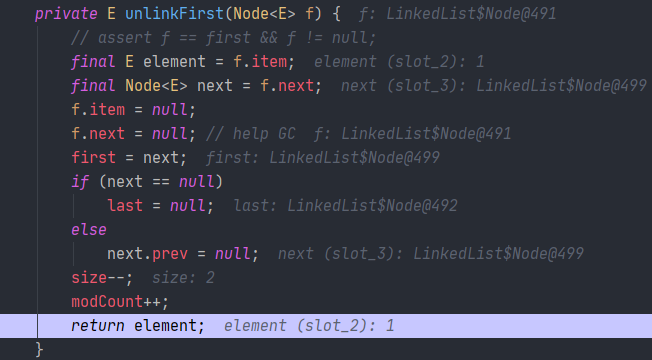 private E unlinkFirst(Node<E> f) {  f: LinkedList$Node@491
// assert f == first && f != null;
final E element = f.item;  element (slot_2): 1
final Node<E> next = f.next;  next (slot_3): LinkedList$Node@499
f.item = null;
f.next = null; // help GC  f: LinkedList$Node@491
first = next;  first: LinkedList$Node@499
if (next == null)
last = null;  last: LinkedList$Node@492
else
next.prev = null;  next (slot_3): LinkedList$Node@499
size--;  size: 2
modCount++;
return element;  element (slot_2): 1
}